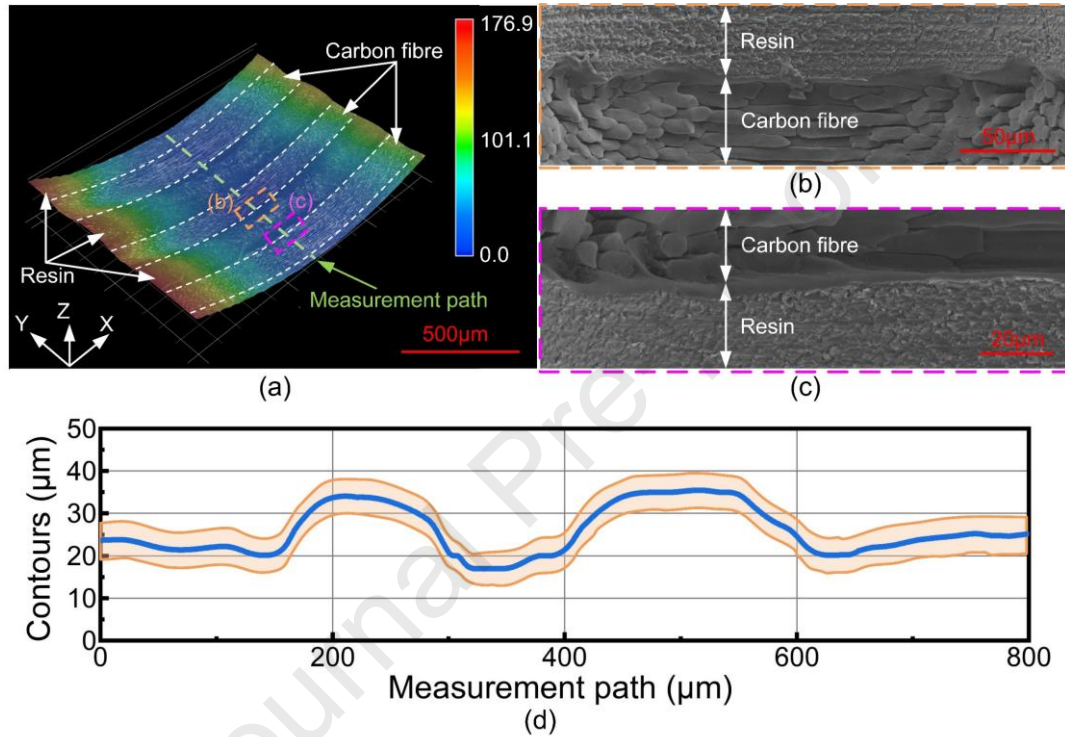 Carbon fibre
176.9
101.1
0.0
(b)
(c)
Resin
Measurement path
Z
Y
X
500μm
(a)
Resin
Carbon fibre
50μm
(b)
Carbon fibre
Resin
20μm
(c)
Contours (μm)
50
40
30
20
10
0
0
200
400
600
800
Measurement path (μm)
(d)